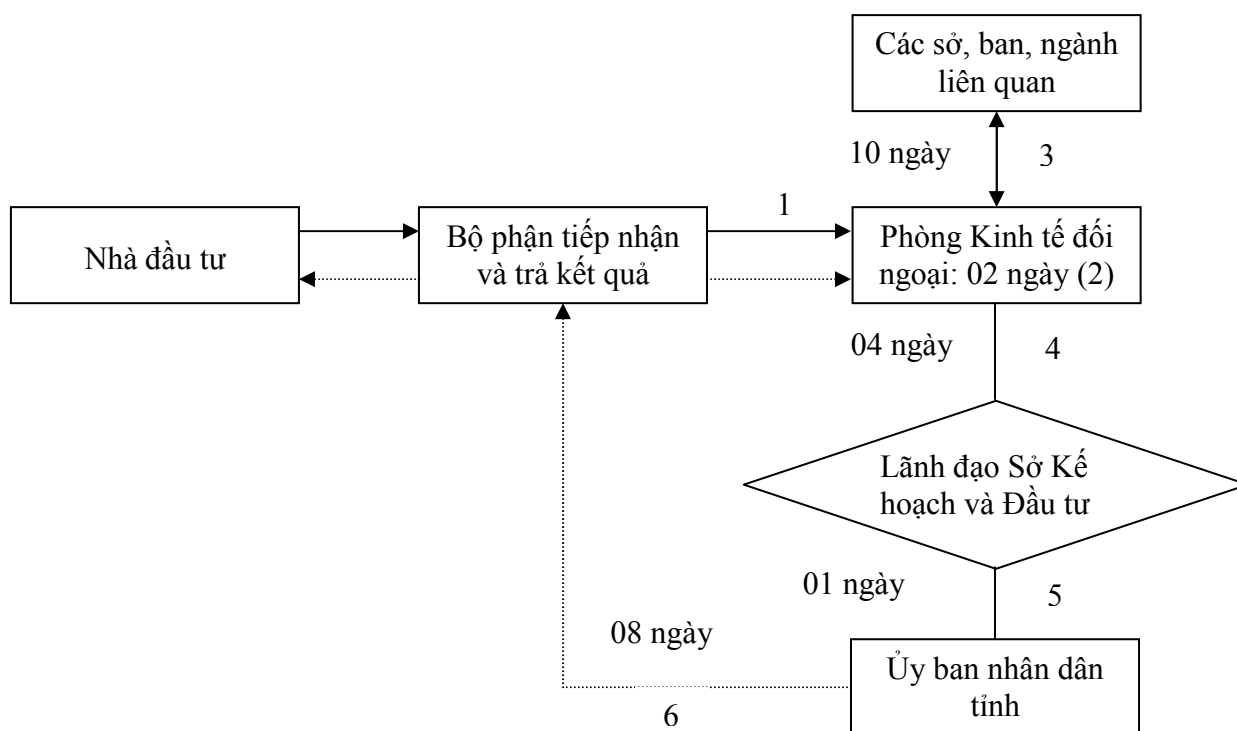 Các sở, ban, ngành
liên quan
10 ngày
3
1
Nhà đầu tư
Bộ phận tiếp nhận
và trả kết quả
Phòng Kinh tế đối
ngoại: 02 ngày (2)
04 ngày
4
Lãnh đạo Sở Kế
hoạch và Đầu tư
01 ngày
5
08 ngày
6
Ủy ban nhân dân
tỉnh